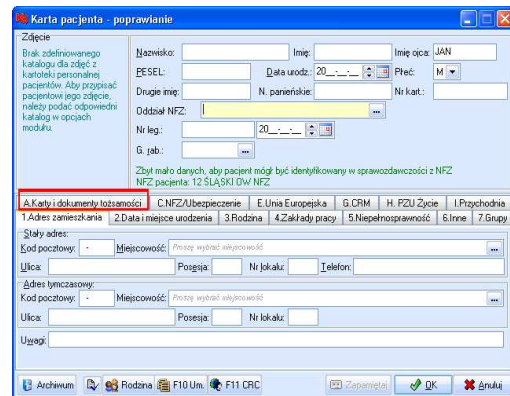 Karta pacjenta - poprawianie
Zdjęcie
Brak zdefiniowanego
katalogu dla zdjęć z
kartoteki personalnej
pacjentów. Aby przypisać
pacjentowi jego zdjęcie,
należy podać odpowiedni
katalog w opcjach
modułu.
Nazwisko: Imię: Imię ojca: JAN
PESEL: Data urodz.: 20__-__-__ Płeć: M
Drugie imię: N. panieńskie: Nr kart.:
Oddział NFZ: ...
Nr leg.: 20__-__-__
G. zab.: ...
Zbyt mało danych, aby pacjent mógł być identyfikowany w sprawozdawczości z NFZ
NFZ pacjenta: 12 ŚLĄSKI OW NFZ
A.Karty i dokumenty tożsamości C.NFZ/Ubezpieczenie E.Unia Europejska G.CRM H. PZU Życie I.Przychodnia
1.Adres zamieszkania 2.Data i miejsce urodzenia 3.Rodzina 4.Zakłady pracy 5.Niepełnosprawność 6.Inne 7.Grupy
Stały adres:
Kod pocztowy: - Miejscowość: Proszę wybrać miejscowość ...
Ulica: Posesja: Nr lokalu: Telefon:
Adres tymczasowy:
Kod pocztowy: - Miejscowość: Proszę wybrać miejscowość ...
Ulica: Posesja: Nr lokalu:
Uwagi:
Archiwum Rodzina F10 Um. F11 CRC Zapamiętaj OK Anuluj